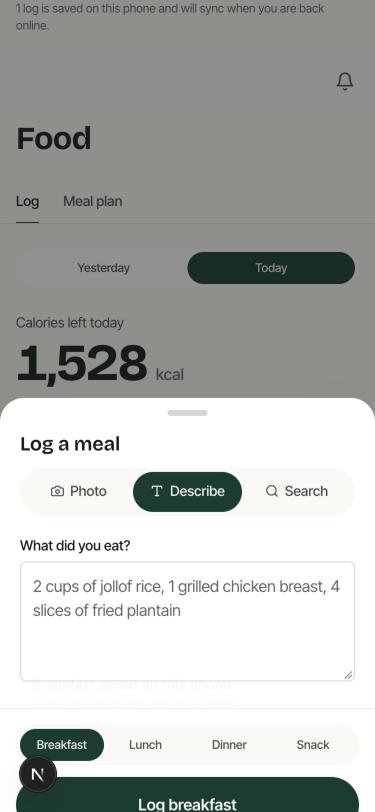 1 log is saved on this phone and will sync when you are back
online.
Food
Log
Meal plan
Yesterday
Today
Calories left today
1,528 kcal
Log a meal
Photo
Describe
Search
What did you eat?
2 cups of jollof rice, 1 grilled chicken breast, 4
slices of fried plantain
Breakfast saved on this phone
Breakfast
Lunch
Dinner
Snack
N
Log breakfast